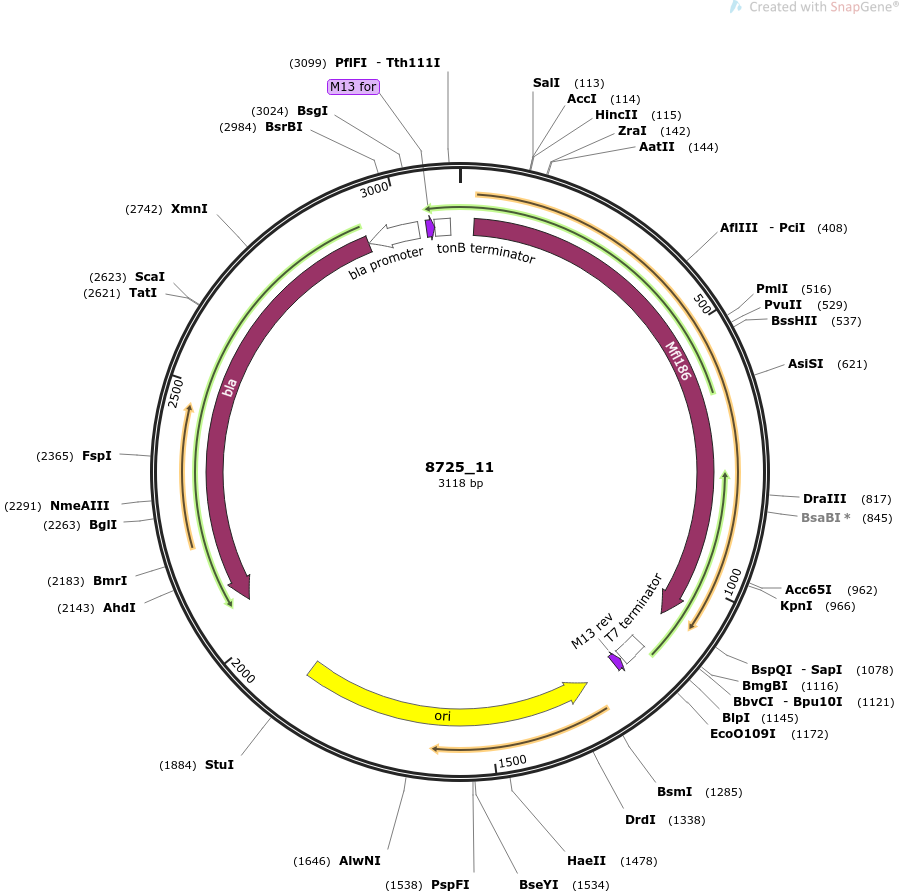 Created with SnapGene®
(3099) PflFI - Tth111I
M13 for
(3024) BsgI
(2984) BsrBI
SalI (113)
AccI (114)
HincII (115)
ZraI (142)
AatII (144)
3000
(2742) XmnI
AflIII - PciI (408)
bla promoter
tonB terminator
(2623) ScaI
(2621) TatI
PmlI (516)
PvuII (529)
BssHII (537)
500
Mfl186
AsiSI (621)
2500
bla
(2365) FspI
8725_11
3118 bp
(2291) NmeAIII
(2263) BglI
DraIII (817)
BsaBI * (845)
(2183) BmrI
(2143) AhdI
1000
Acc65I (962)
KpnI (966)
M13 rev
T7 terminator
2000
BspQI - SapI (1078)
BmgBI (1116)
BbvCI - Bpu10I (1121)
BlpI (1145)
EcoO109I (1172)
ori
(1884) StuI
1500
BsmI (1285)
DrdI (1338)
(1646) AlwNI
HaeII (1478)
(1538) PspFI
BseYI (1534)